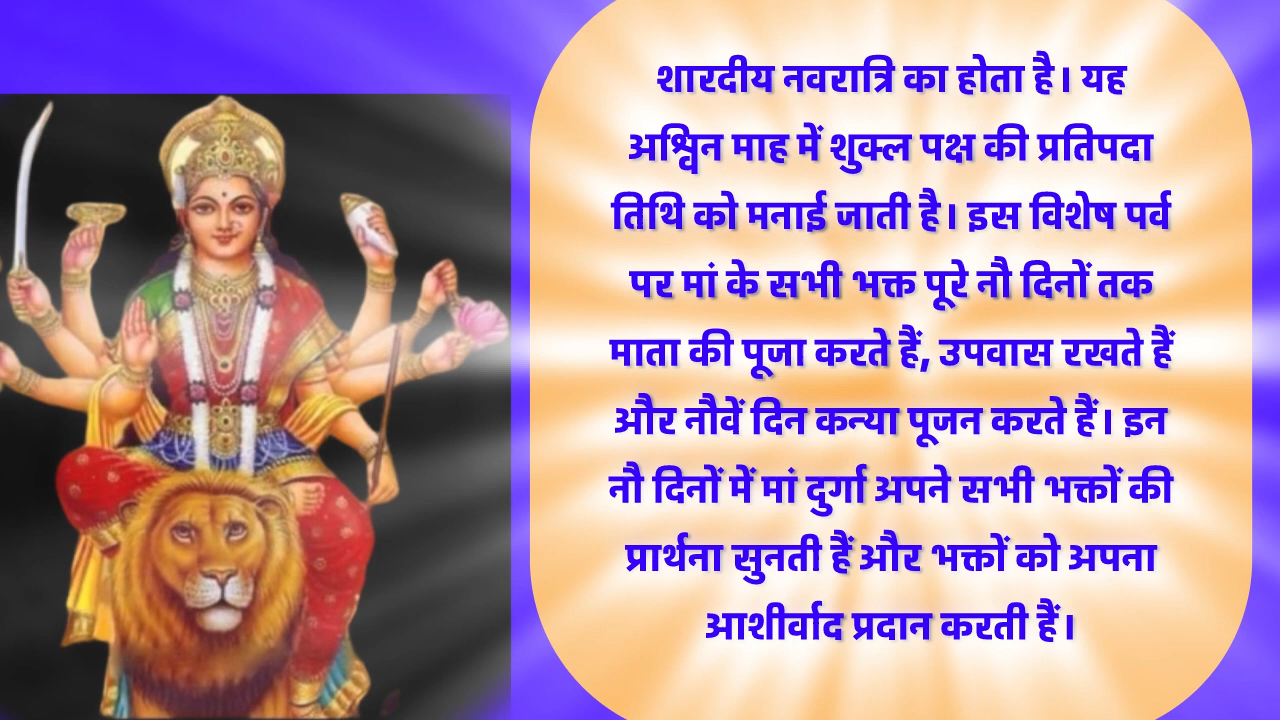 शारदीय नवरात्रि का होता है। यह
अश्विन माह में शुक्ल पक्ष की प्रतिपदा
तिथि को मनाई जाती है। इस विशेष पर्व
पर मां के सभी भक्त पूरे नौ दिनों तक
माता की पूजा करते हैं, उपवास रखते हैं
और नौवें दिन कन्या पूजन करते हैं। इन
नौ दिनों में मां दुर्गा अपने सभी भक्तों की
प्रार्थना सुनती हैं और भक्तों को अपना
आशीर्वाद प्रदान करती हैं।